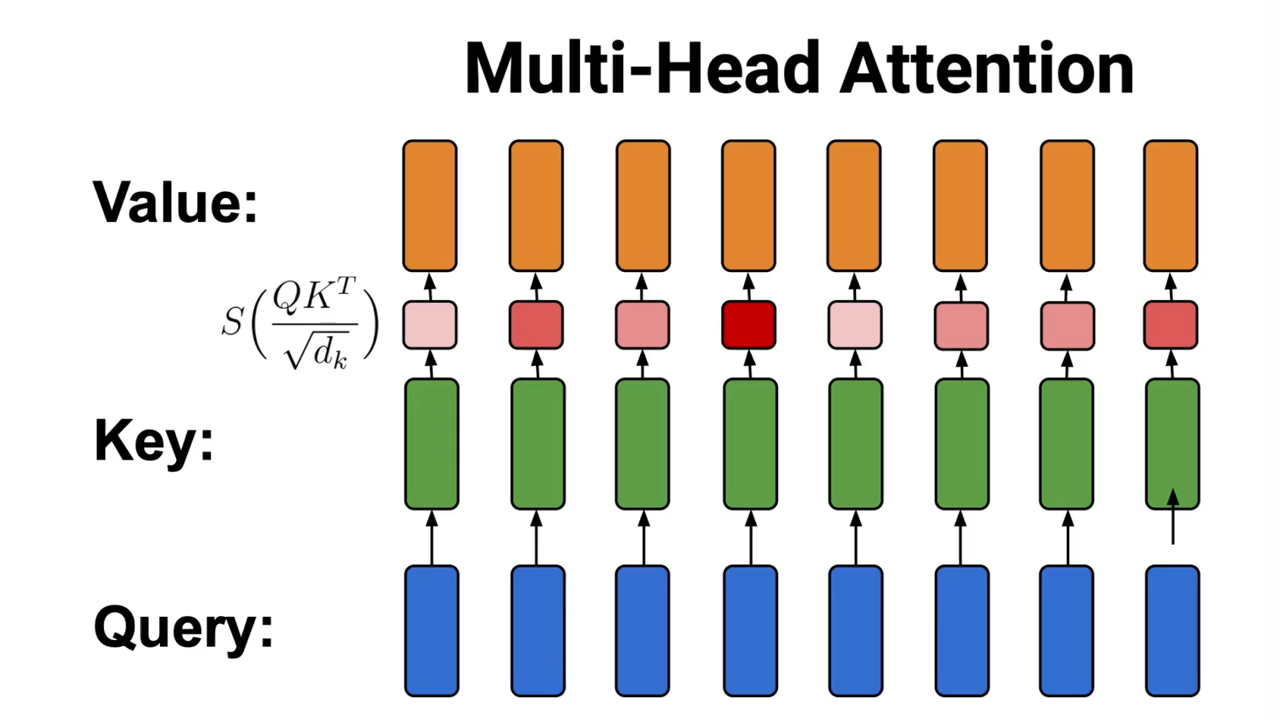 Multi-Head Attention
Value:
S(QK^T/√d_k)
Key:
Query: